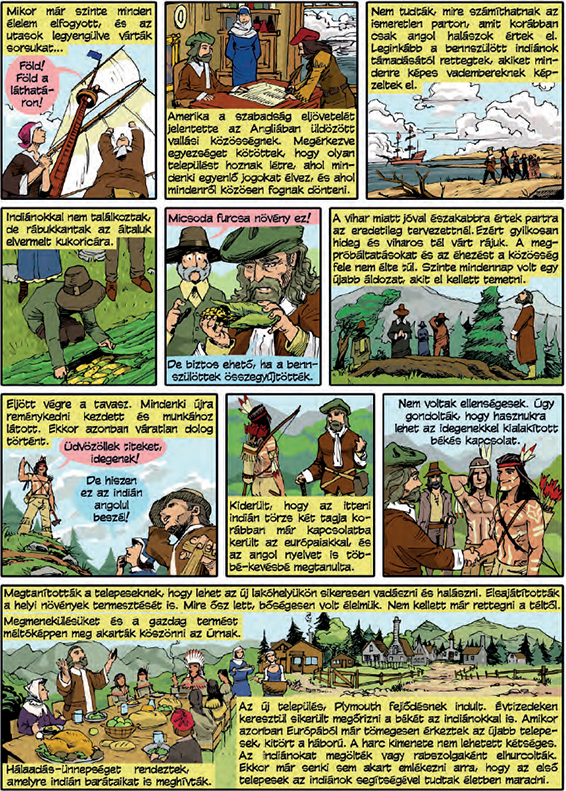 Mikor már szinte minden
élelem elfogyott, és az
utasok legyengülve várták
sorsukat...
Föld!
Föld a
láthatá-
ron!
Amerika a szabadság eljövetelét
jelentette az Angliában üldözött
vallási közösségnek. Megérkezve
egyezséget kötöttek, hogy olyan
települést hoznak létre, ahol min-
denki egyenlő jogokat élvez, és ahol
mindenről közösen fognak dönteni.
Nem tudták, mire számíthatnak az
ismeretlen parton, amit korábban
csak angol halászok értek el.
Leginkább a bennszülött indiánok
támadásától rettegtek, akiket min-
denre képes vadembereknek kép-
zeltek el.
Indiánokkal nem találkoztak,
de rábukkantak az általuk
elvermelt kukoricára.
Micsoda furcsa növény ez!
De biztos ehető, ha a benn-
szülöttek összegyűjtötték.
A vihar miatt jóval északabbra értek partra
az eredetileg tervezettnél. Ezért gyilkosan
hideg és viharos tél várt rájuk. A meg-
próbáltatásokat és az éhezést a közösség
fele nem élte túl. Szinte mindennap volt egy
újabb áldozat, akit el kellett temetni.
Eljött végre a tavasz. Mindenki újra
reménykedni kezdett és munkához
látott. Ekkor azonban váratlan dolog
történt.
Üdvözöllek titeket,
idegenek!
De hiszen
ez az indián
angolul
beszél!
Kiderült, hogy az itteni
indián törzs két tagja ko-
rábban már kapcsolatba
került az európaiakkal, és
az angol nyelvet is töb-
bé-kevésbé megtanulta.
Nem voltak ellenségesek. Úgy
gondolták, hogy hasznukra
lehet az idegenekkel kialakított
békés kapcsolat.
Megtanították a telepeseknek, hogy lehet az új lakóhelyükön sikeresen vadászni és halászni. Elsajátították
a helyi növények termesztését is. Mire ősz lett, bőségesen volt élelmük. Nem kellett már rettegni a téltől.
Megmenekülésüket és a gazdag termést
méltóképpen meg akarták köszönni az Úrnak.
Hálaadás-ünnepséget rendeztek,
amelyre indián barátaikat is meghívták.
Az új település, Plymouth fejlődésnek indult. Évtizedeken
keresztül sikerült megőrizni a békét az indiánokkal is. Amikor
azonban Európából már tömegesen érkeztek az újabb telepe-
sek, kitört a háború. A harc kimenete nem lehetett kétséges.
Az indiánokat megölték vagy rabszolgaként elhurcolták.
Ekkor már senki sem akart emlékezni arra, hogy az első
telepesek az indiánok segítségével tudtak életben maradni.